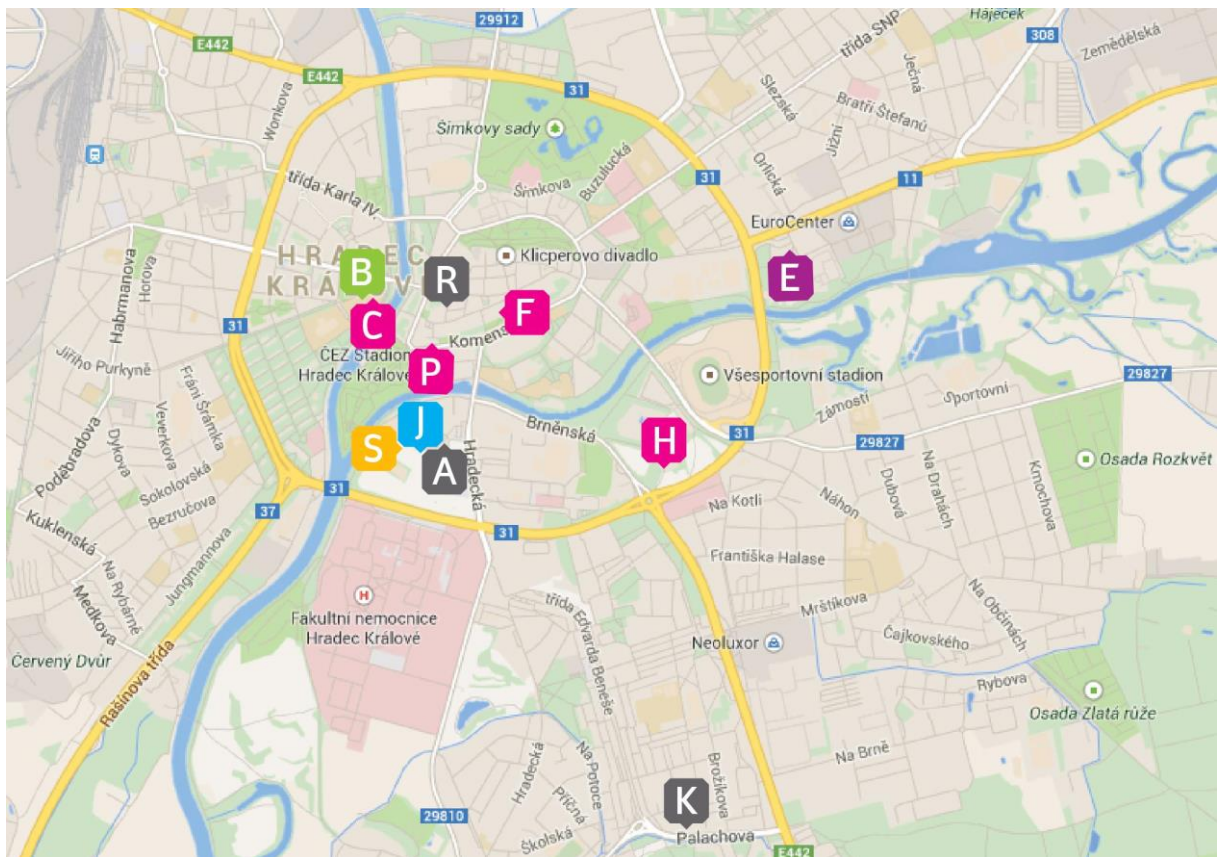 29912
Háječek
E442
308
třída SNP
Zemědělská
E442
31
Ječná
Slezská
Wonkova
Bratří Štefanů
Šimkovy sady
Jižní
Buzulucká
Orlická
třída Karla IV.
Šimkova
31
11
EuroCenter
HRADEC
KRÁLOV
Klicperovo divadlo
Habrmanova
Horova
B
R
E
C
F
31
Komens
ČEZ Stadion
Hradec Králové
P
Jiřího Purkyně
Všesportovní stadion
29827
Fráni Šrámka
Veverkova
Dykova
Poděbradova
Sokolovská
Bezručova
Sportovní
Zámostí
Brněnská
J
S
A
H
31
29827
Hradecká
Osada Rozkvět
Na Drahách
Dubová
Kmochova
Náhon
Na Kotli
31
37
31
Kuklenská
Na Rybárně
Medkova
Jungmannova
Františka Halase
Mrštíkova
Na Občinách
Čajkovského
Fakultní nemocnice
Hradec Králové
třída Edvarda Beneše
Neoluxor
Červený Dvůr
Rašínova třída
Rybova
Osada Zlatá růže
Na Brně
Hradecká
Na Potoce
Příčná
Brožíkova
K
29810
Školská
Palachova
E442